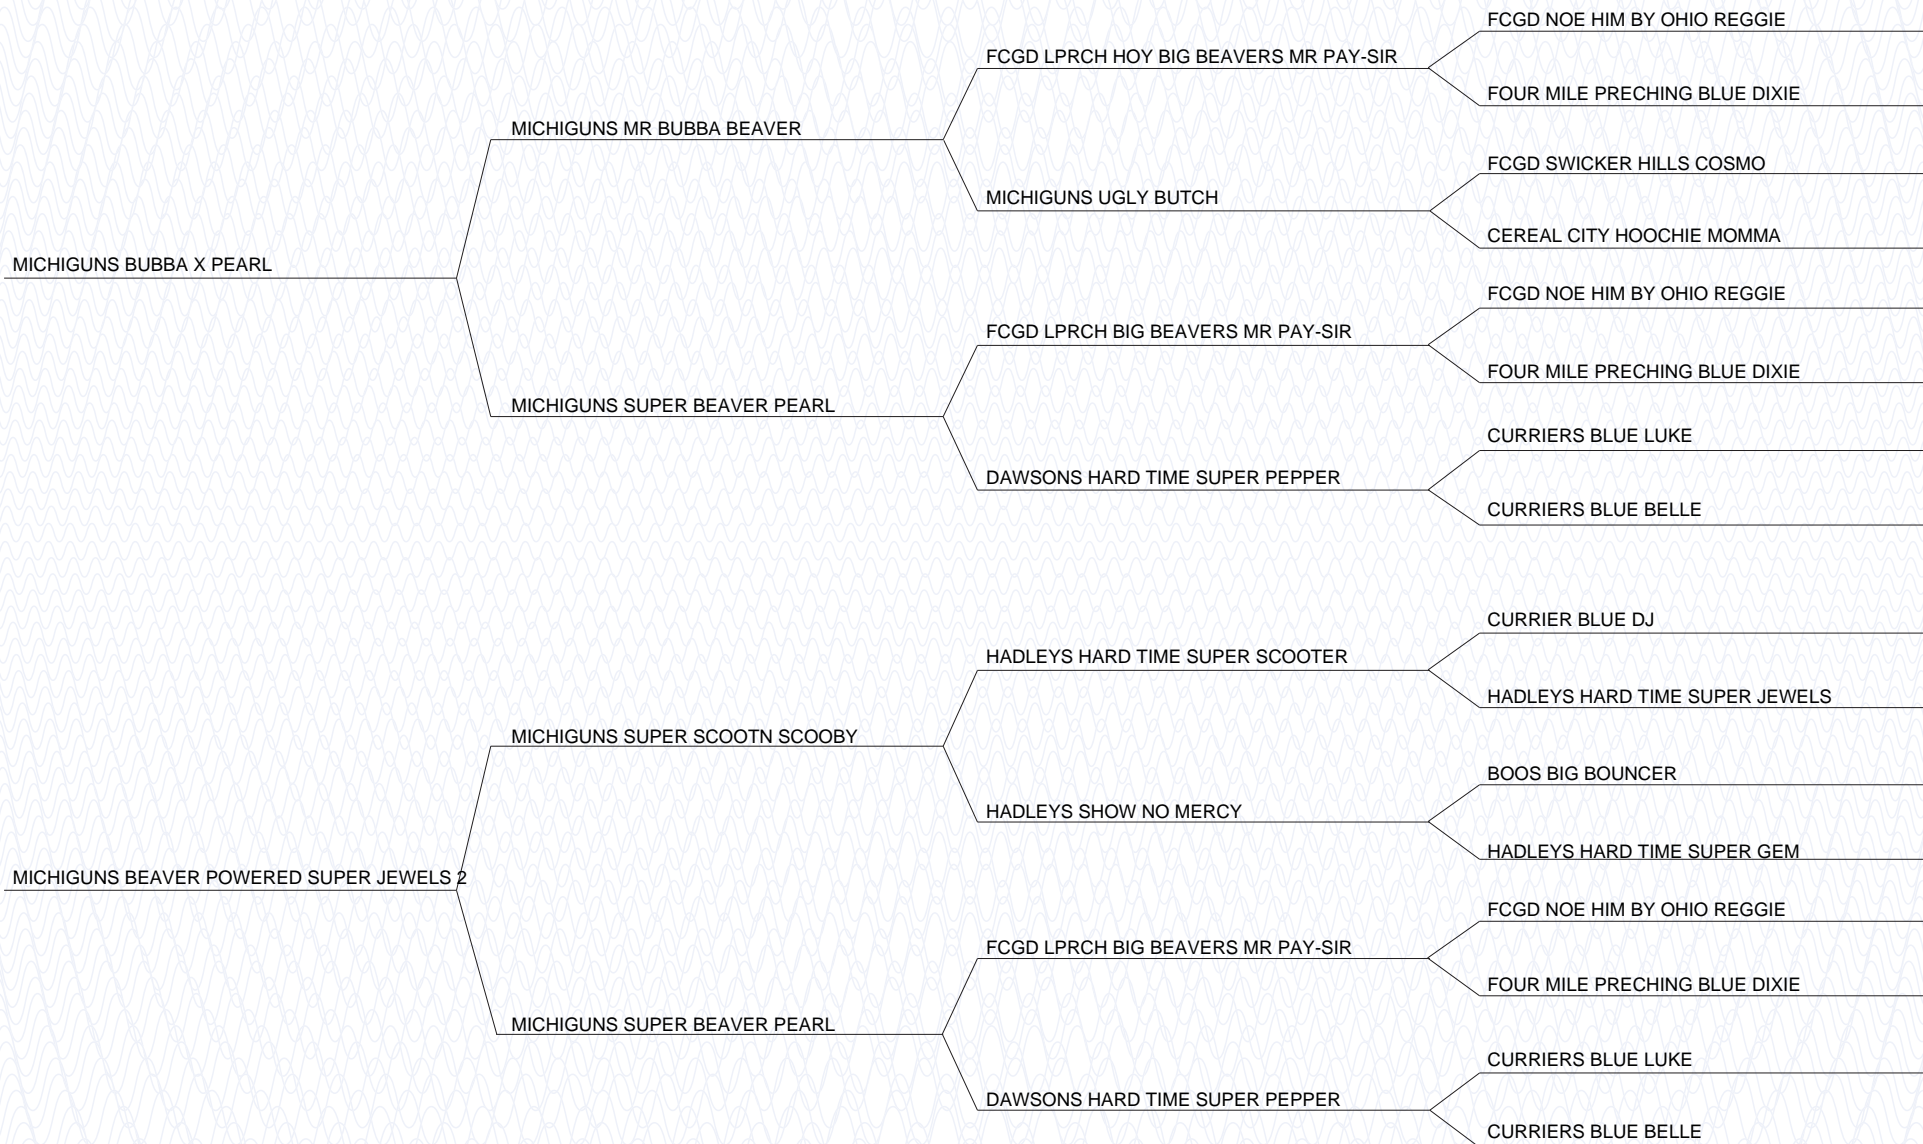 FCGD NOE HIM BY OHIO REGGIE
FCGD LPRCH HOY BIG BEAVERS MR PAY-SIR
FOUR MILE PRECHING BLUE DIXIE
MICHIGUNS MR BUBBA BEAVER
FCGD SWICKER HILLS COSMO
MICHIGUNS UGLY BUTCH
CEREAL CITY HOOCHIE MOMMA
MICHIGUNS BUBBA X PEARL
FCGD NOE HIM BY OHIO REGGIE
FCGD LPRCH BIG BEAVERS MR PAY-SIR
FOUR MILE PRECHING BLUE DIXIE
MICHIGUNS SUPER BEAVER PEARL
CURRIERS BLUE LUKE
DAWSONS HARD TIME SUPER PEPPER
CURRIERS BLUE BELLE
CURRIER BLUE DJ
HADLEYS HARD TIME SUPER SCOOTER
HADLEYS HARD TIME SUPER JEWELS
MICHIGUNS SUPER SCOOTN SCOOBY
BOOS BIG BOUNCER
HADLEYS SHOW NO MERCY
HADLEYS HARD TIME SUPER GEM
MICHIGUNS BEAVER POWERED SUPER JEWELS 2
FCGD NOE HIM BY OHIO REGGIE
FCGD LPRCH BIG BEAVERS MR PAY-SIR
FOUR MILE PRECHING BLUE DIXIE
MICHIGUNS SUPER BEAVER PEARL
CURRIERS BLUE LUKE
DAWSONS HARD TIME SUPER PEPPER
CURRIERS BLUE BELLE